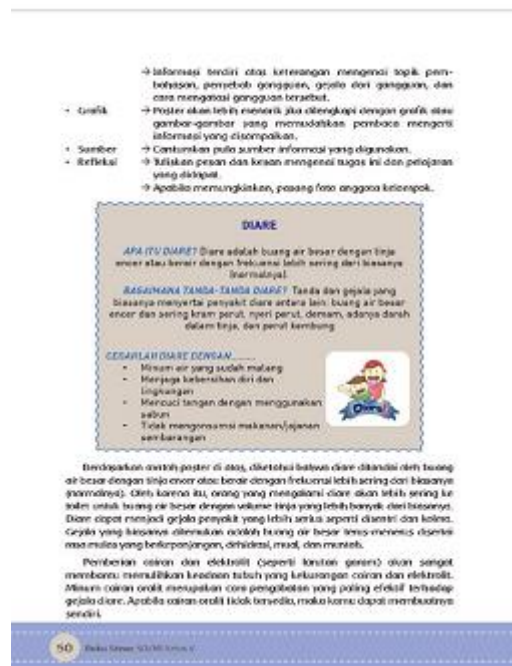 → Informasi terdiri atas keterangan mengenai topik pem-
bahasan, penyebab gangguan, gejala dari gangguan, dan
cara mengatasi gangguan tersebut.
• Grafik → Poster akan lebih menarik jika dilengkapi dengan grafik atau
gambar-gambar yang memudahkan pembaca mengerti
informasi yang disampaikan.
• Sumber → Cantumkan pula sumber informasi yang digunakan.
• Refleksi → Tuliskan pesan dan kesan mengenai tugas ini dan pelajaran
yang didapat.
→ Apabila memungkinkan, pasang foto anggota kelompok.
DIARE
APA ITU DIARE? Diare adalah buang air besar dengan tinja
encer atau berair dengan frekuensi lebih sering dari biasanya
(normalnya).
BAGAIMANA TANDA-TANDA DIARE? Tanda dan gejala yang
biasanya menyertai penyakit diare antara lain: buang air besar
encer dan sering kram perut, nyeri perut, demam, adanya darah
dalam tinja, dan perut kembung
CEGAHLAH DIARE DENGAN.........
• Minum air yang sudah matang
• Menjaga kebersihan diri dan
lingkungan
• Mencuci tangan dengan menggunakan
sabun
• Tidak mengonsumsi makanan/jajanan
sembarangan
Diare!
Berdasarkan contoh poster di atas, diketahui bahwa diare ditandai oleh buang
air besar dengan tinja encer atau berair dengan frekuensi lebih sering dari biasanya
(normalnya). Oleh karena itu, orang yang mengalami diare akan lebih sering ke
toilet untuk buang air besar dengan volume tinja yang lebih banyak dari biasanya.
Diare dapat menjadi gejala penyakit yang lebih serius seperti disentri dan kolera.
Gejala yang biasanya ditemukan adalah buang air besar terus-menerus disertai
rasa mulas yang berkepanjangan, dehidrasi, mual, dan muntah.
Pemberian cairan dan elektrolit (seperti larutan garam) akan sangat
membantu memulihkan keadaan tubuh yang kekurangan cairan dan elektrolit.
Minum cairan oralit merupakan cara pengobatan yang paling efektif terhadap
gejala diare. Apabila cairan oralit tidak tersedia, maka kamu dapat membuatnya
sendiri.
50 Buku Siswa SD/MI Kelas V